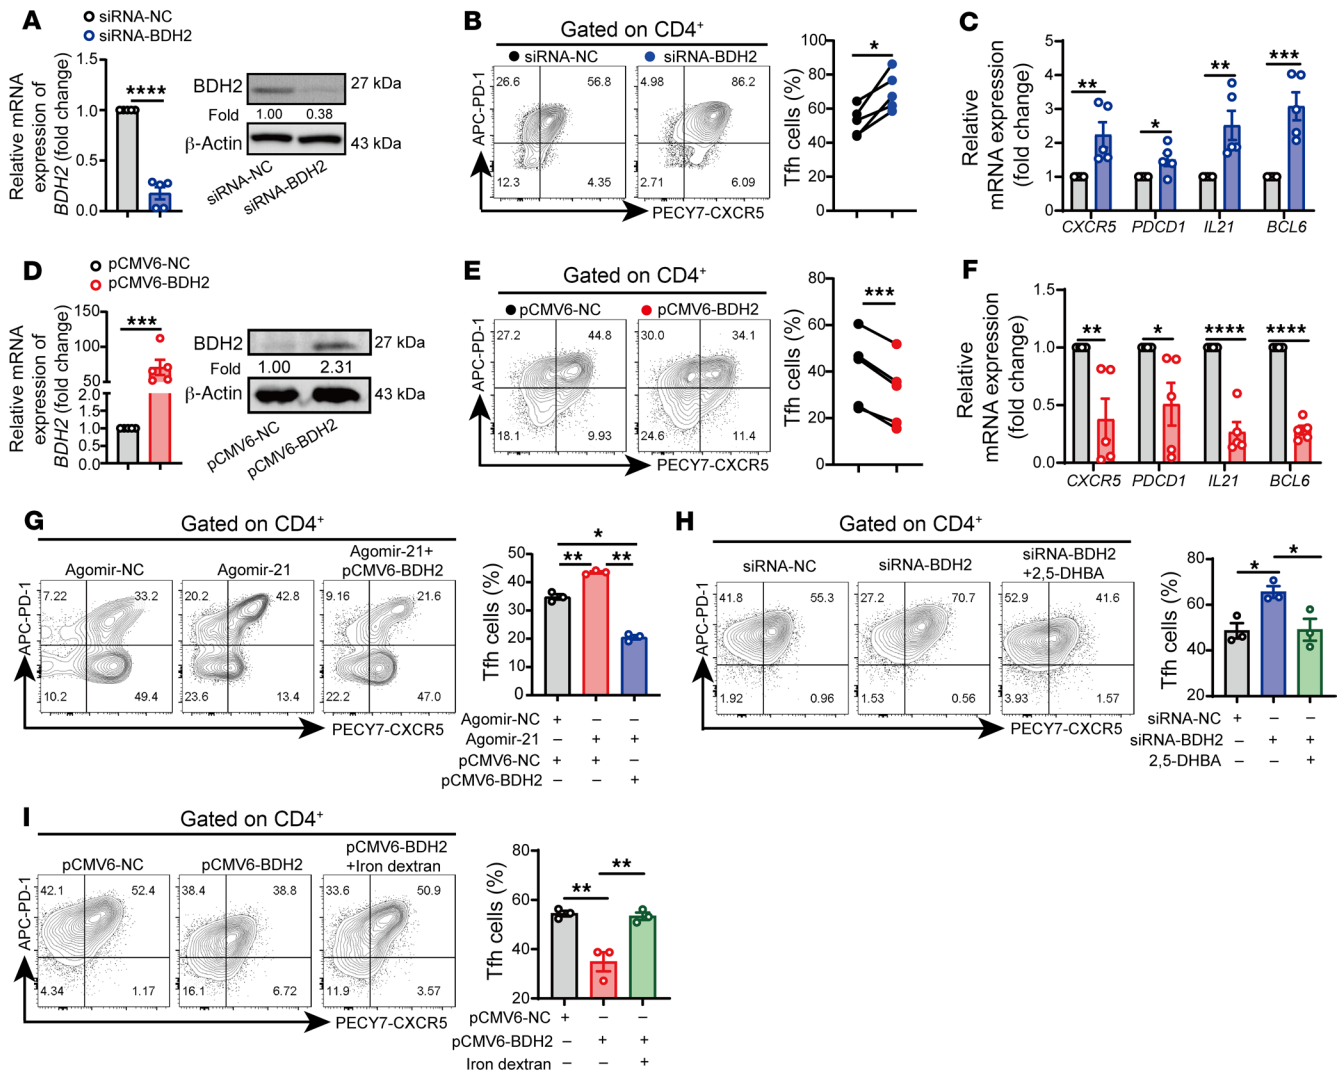 A
siRNA-NC
siRNA-BDH2
Relative mRNA
expression of
BDH2 (fold change)
1.5
1.0
0.5
0.0
****
BDH2
27 kDa
Fold
1.00
0.38
β-Actin
43 kDa
siRNA-NC
siRNA-BDH2
B
Gated on CD4+
siRNA-NC
siRNA-BDH2
26.6
56.8
12.3
4.35
4.98
86.2
2.71
6.09
APC-PD-1
PECY7-CXCR5
Tfh cells (%)
100
80
60
40
20
0
*
C
Relative
mRNA expression
(fold change)
5
4
3
2
1
0
**
*
**
***
CXCR5
PDCD1
IL21
BCL6
D
pCMV6-NC
pCMV6-BDH2
Relative mRNA
expression of
BDH2 (fold change)
150
100
50
2.0
1.5
1.0
0.5
0.0
***
BDH2
27 kDa
Fold
1.00
2.31
β-Actin
43 kDa
pCMV6-NC
pCMV6-BDH2
E
Gated on CD4+
pCMV6-NC
pCMV6-BDH2
27.2
44.8
18.1
9.93
30.0
34.1
24.6
11.4
APC-PD-1
PECY7-CXCR5
Tfh cells (%)
80
60
40
20
0
***
F
Relative
mRNA expression
(fold change)
1.5
1.0
0.5
0.0
**
*
****
****
CXCR5
PDCD1
IL21
BCL6
G
Gated on CD4+
Agomir-NC
Agomir-21
Agomir-21+
pCMV6-BDH2
7.22
33.2
10.2
49.4
20.2
42.8
23.6
13.4
9.16
21.6
22.2
47.0
APC-PD-1
PECY7-CXCR5
Tfh cells (%)
50
40
30
20
10
0
*
**
**
Agomir-NC + – –
Agomir-21 – + +
pCMV6-NC + + –
pCMV6-BDH2 – – +
H
Gated on CD4+
siRNA-NC
siRNA-BDH2
siRNA-BDH2
+2,5-DHBA
41.8
55.3
1.92
0.96
27.2
70.7
1.53
0.56
52.9
41.6
3.93
1.57
APC-PD-1
PECY7-CXCR5
Tfh cells (%)
80
60
40
20
*
*
siRNA-NC + – –
siRNA-BDH2 – + +
2,5-DHBA – – +
I
Gated on CD4+
pCMV6-NC
pCMV6-BDH2
pCMV6-BDH2
+Iron dextran
42.1
52.4
4.34
1.17
38.4
38.8
16.1
6.72
33.6
50.9
11.9
3.57
APC-PD-1
PECY7-CXCR5
Tfh cells (%)
80
60
40
20
**
**
pCMV6-NC + – –
pCMV6-BDH2 – + +
Iron dextran – – +